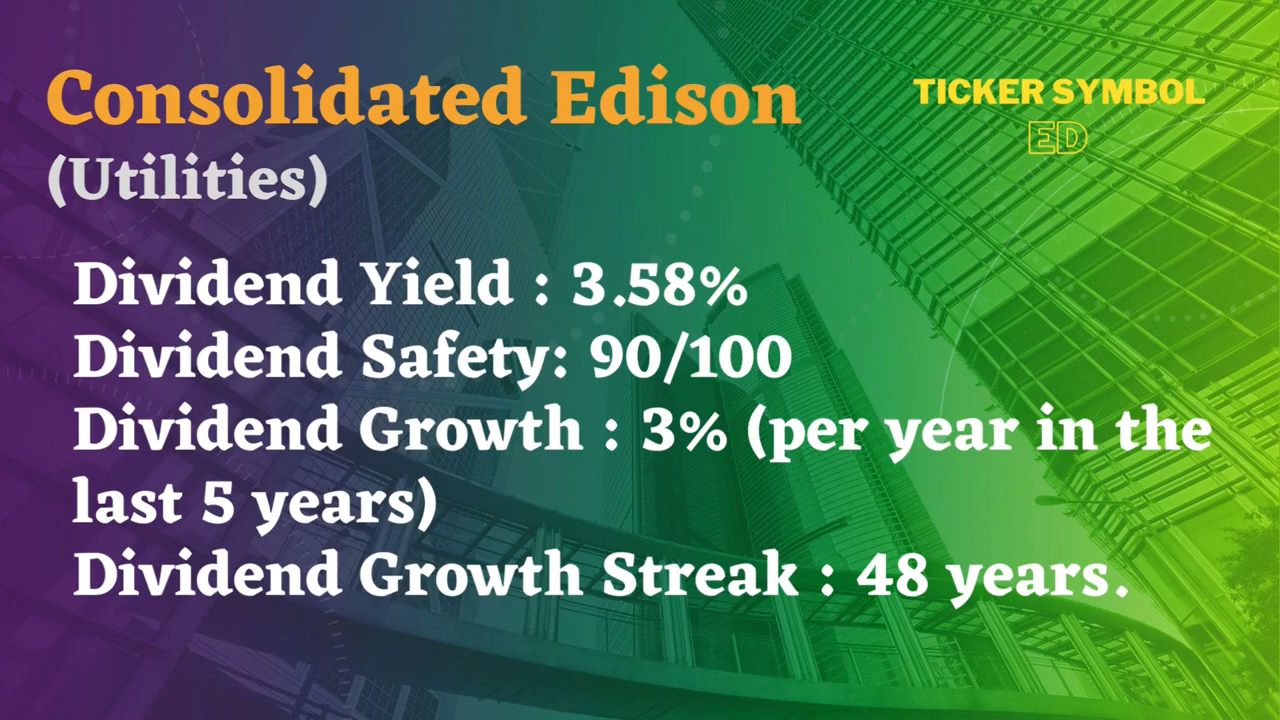 Consolidated Edison
TICKER SYMBOL
ED
(Utilities)
Dividend Yield : 3.58%
Dividend Safety: 90/100
Dividend Growth : 3% (per year in the
last 5 years)
Dividend Growth Streak : 48 years.